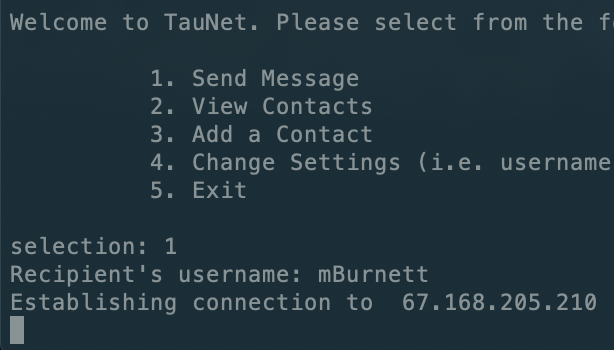 Welcome to TauNet. Please select from the
1. Send Message
2. View Contacts
3. Add a Contact
4. Change Settings (i.e. username
5. Exit
selection: 1
Recipient's username: mBurnett
Establishing connection to  67.168.205.210